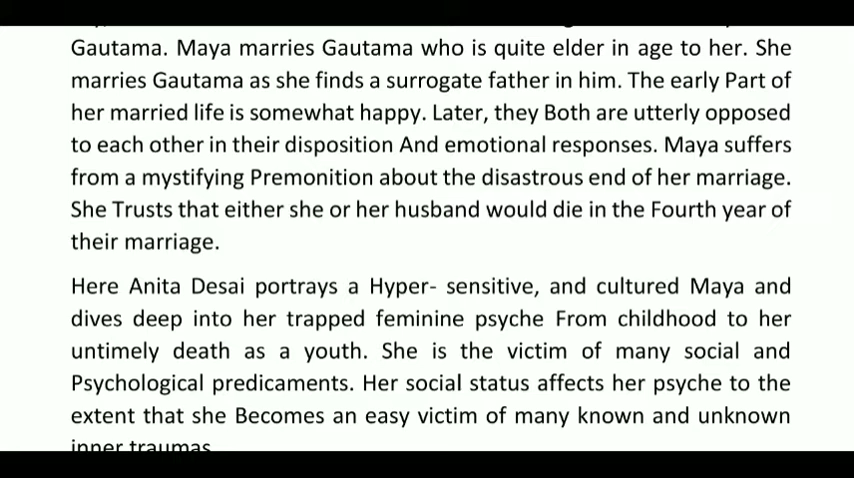 Gautama. Maya marries Gautama who is quite elder in age to her. She
marries Gautama as she finds a surrogate father in him. The early Part of
her married life is somewhat happy. Later, they Both are utterly opposed
to each other in their disposition And emotional responses. Maya suffers
from a mystifying Premonition about the disastrous end of her marriage.
She Trusts that either she or her husband would die in the Fourth year of
their marriage.
Here Anita Desai portrays a Hyper- sensitive, and cultured Maya and
dives deep into her trapped feminine psyche From childhood to her
untimely death as a youth. She is the victim of many social and
Psychological predicaments. Her social status affects her psyche to the
extent that she Becomes an easy victim of many known and unknown
inner traumas